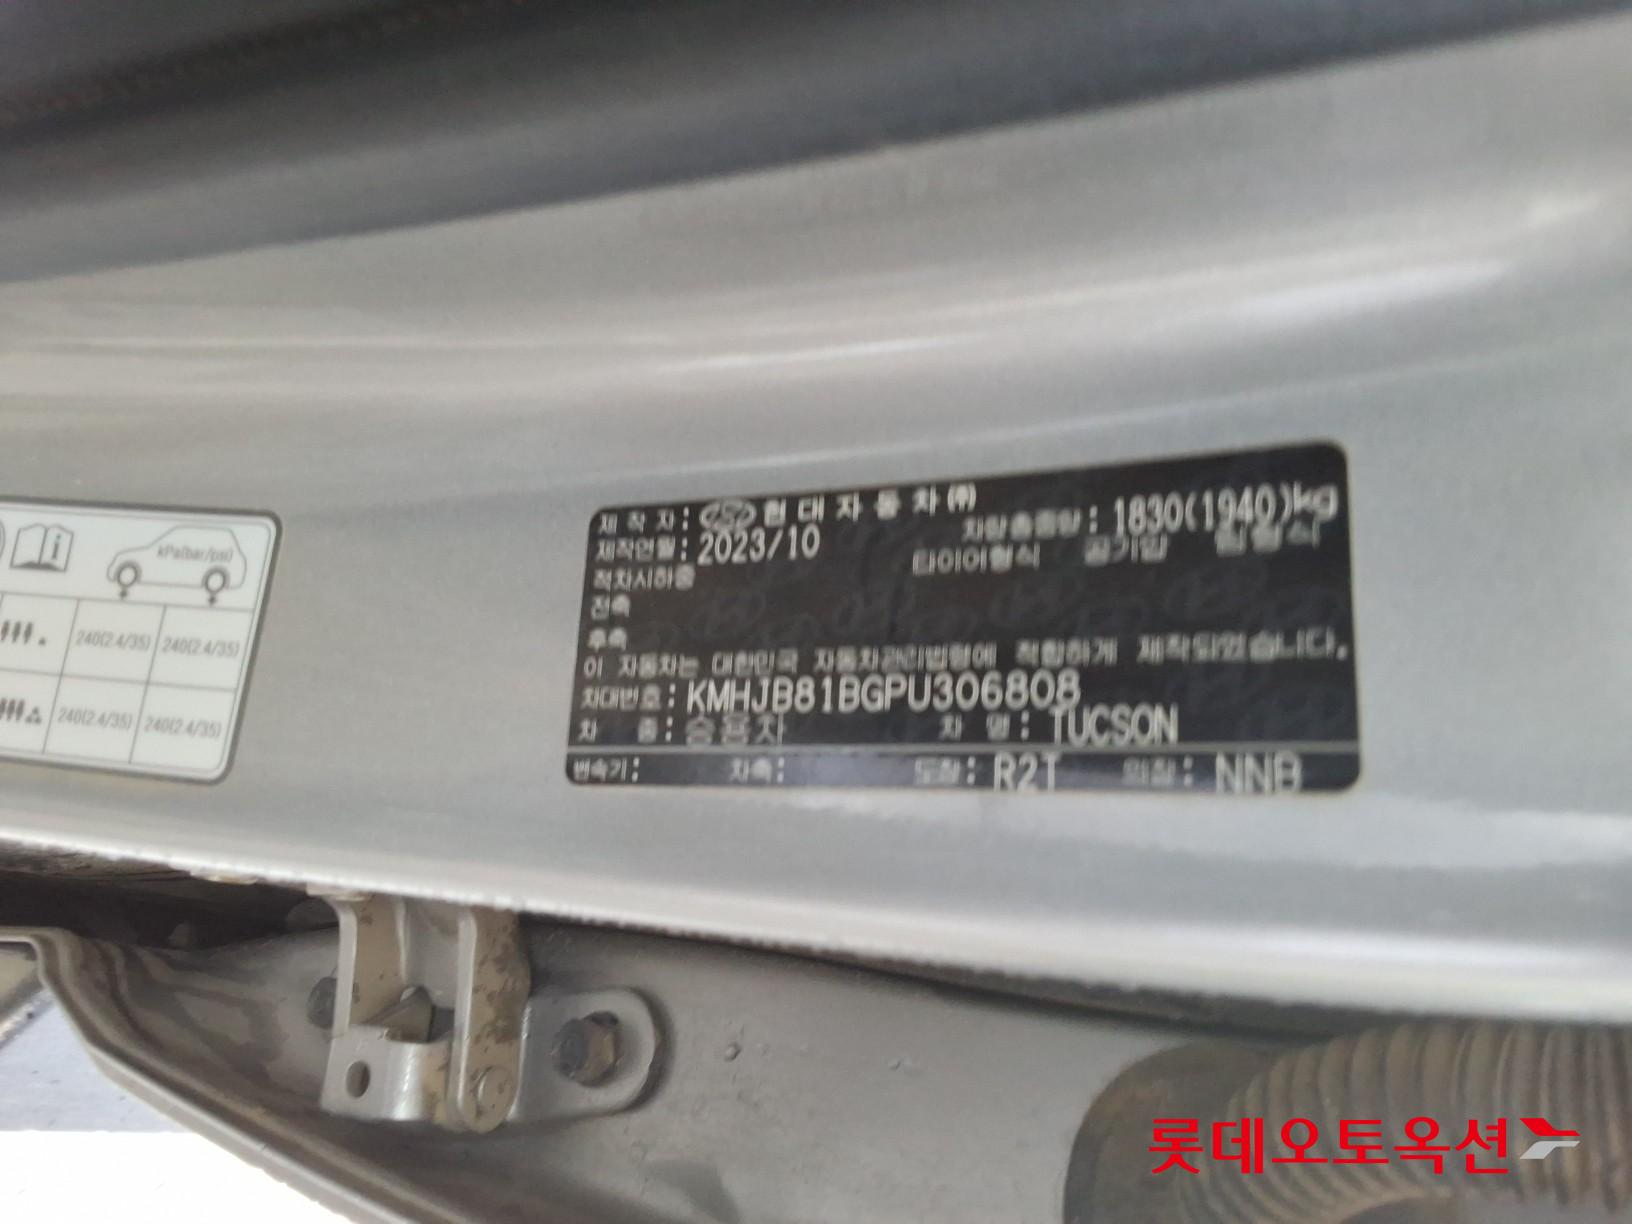 kPa(bar/psi)
240(2.4/35) 240(2.4/35)
240(2.4/35) 240(2.4/35)
제 작 자 : 현 대 자 동 차 ㈜ 차량총중량 : 1830(1940)kg
제작연월 : 2023/10 타이어형식 공기압 림형식
적차시하중
전축
후축
이 자동차는 대한민국 자동차관리법령에 적합하게 제작되었습니다.
차대번호 : KMHJB81BGPU306808
차 종 : 승용차 차 명 : TUCSON
변속기 : 차축 : 도장 : R2T 의장 : NNB
롯데오토옥션